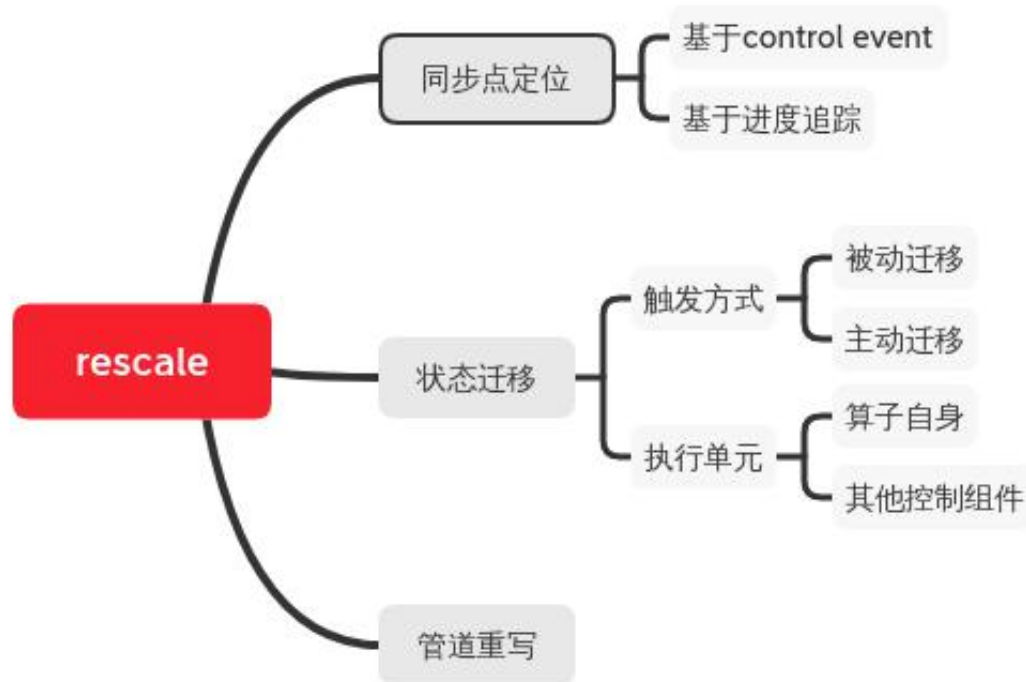 rescale
同步点定位
基于control event
基于进度追踪
状态迁移
触发方式
被动迁移
主动迁移
执行单元
算子自身
其他控制组件
管道重写